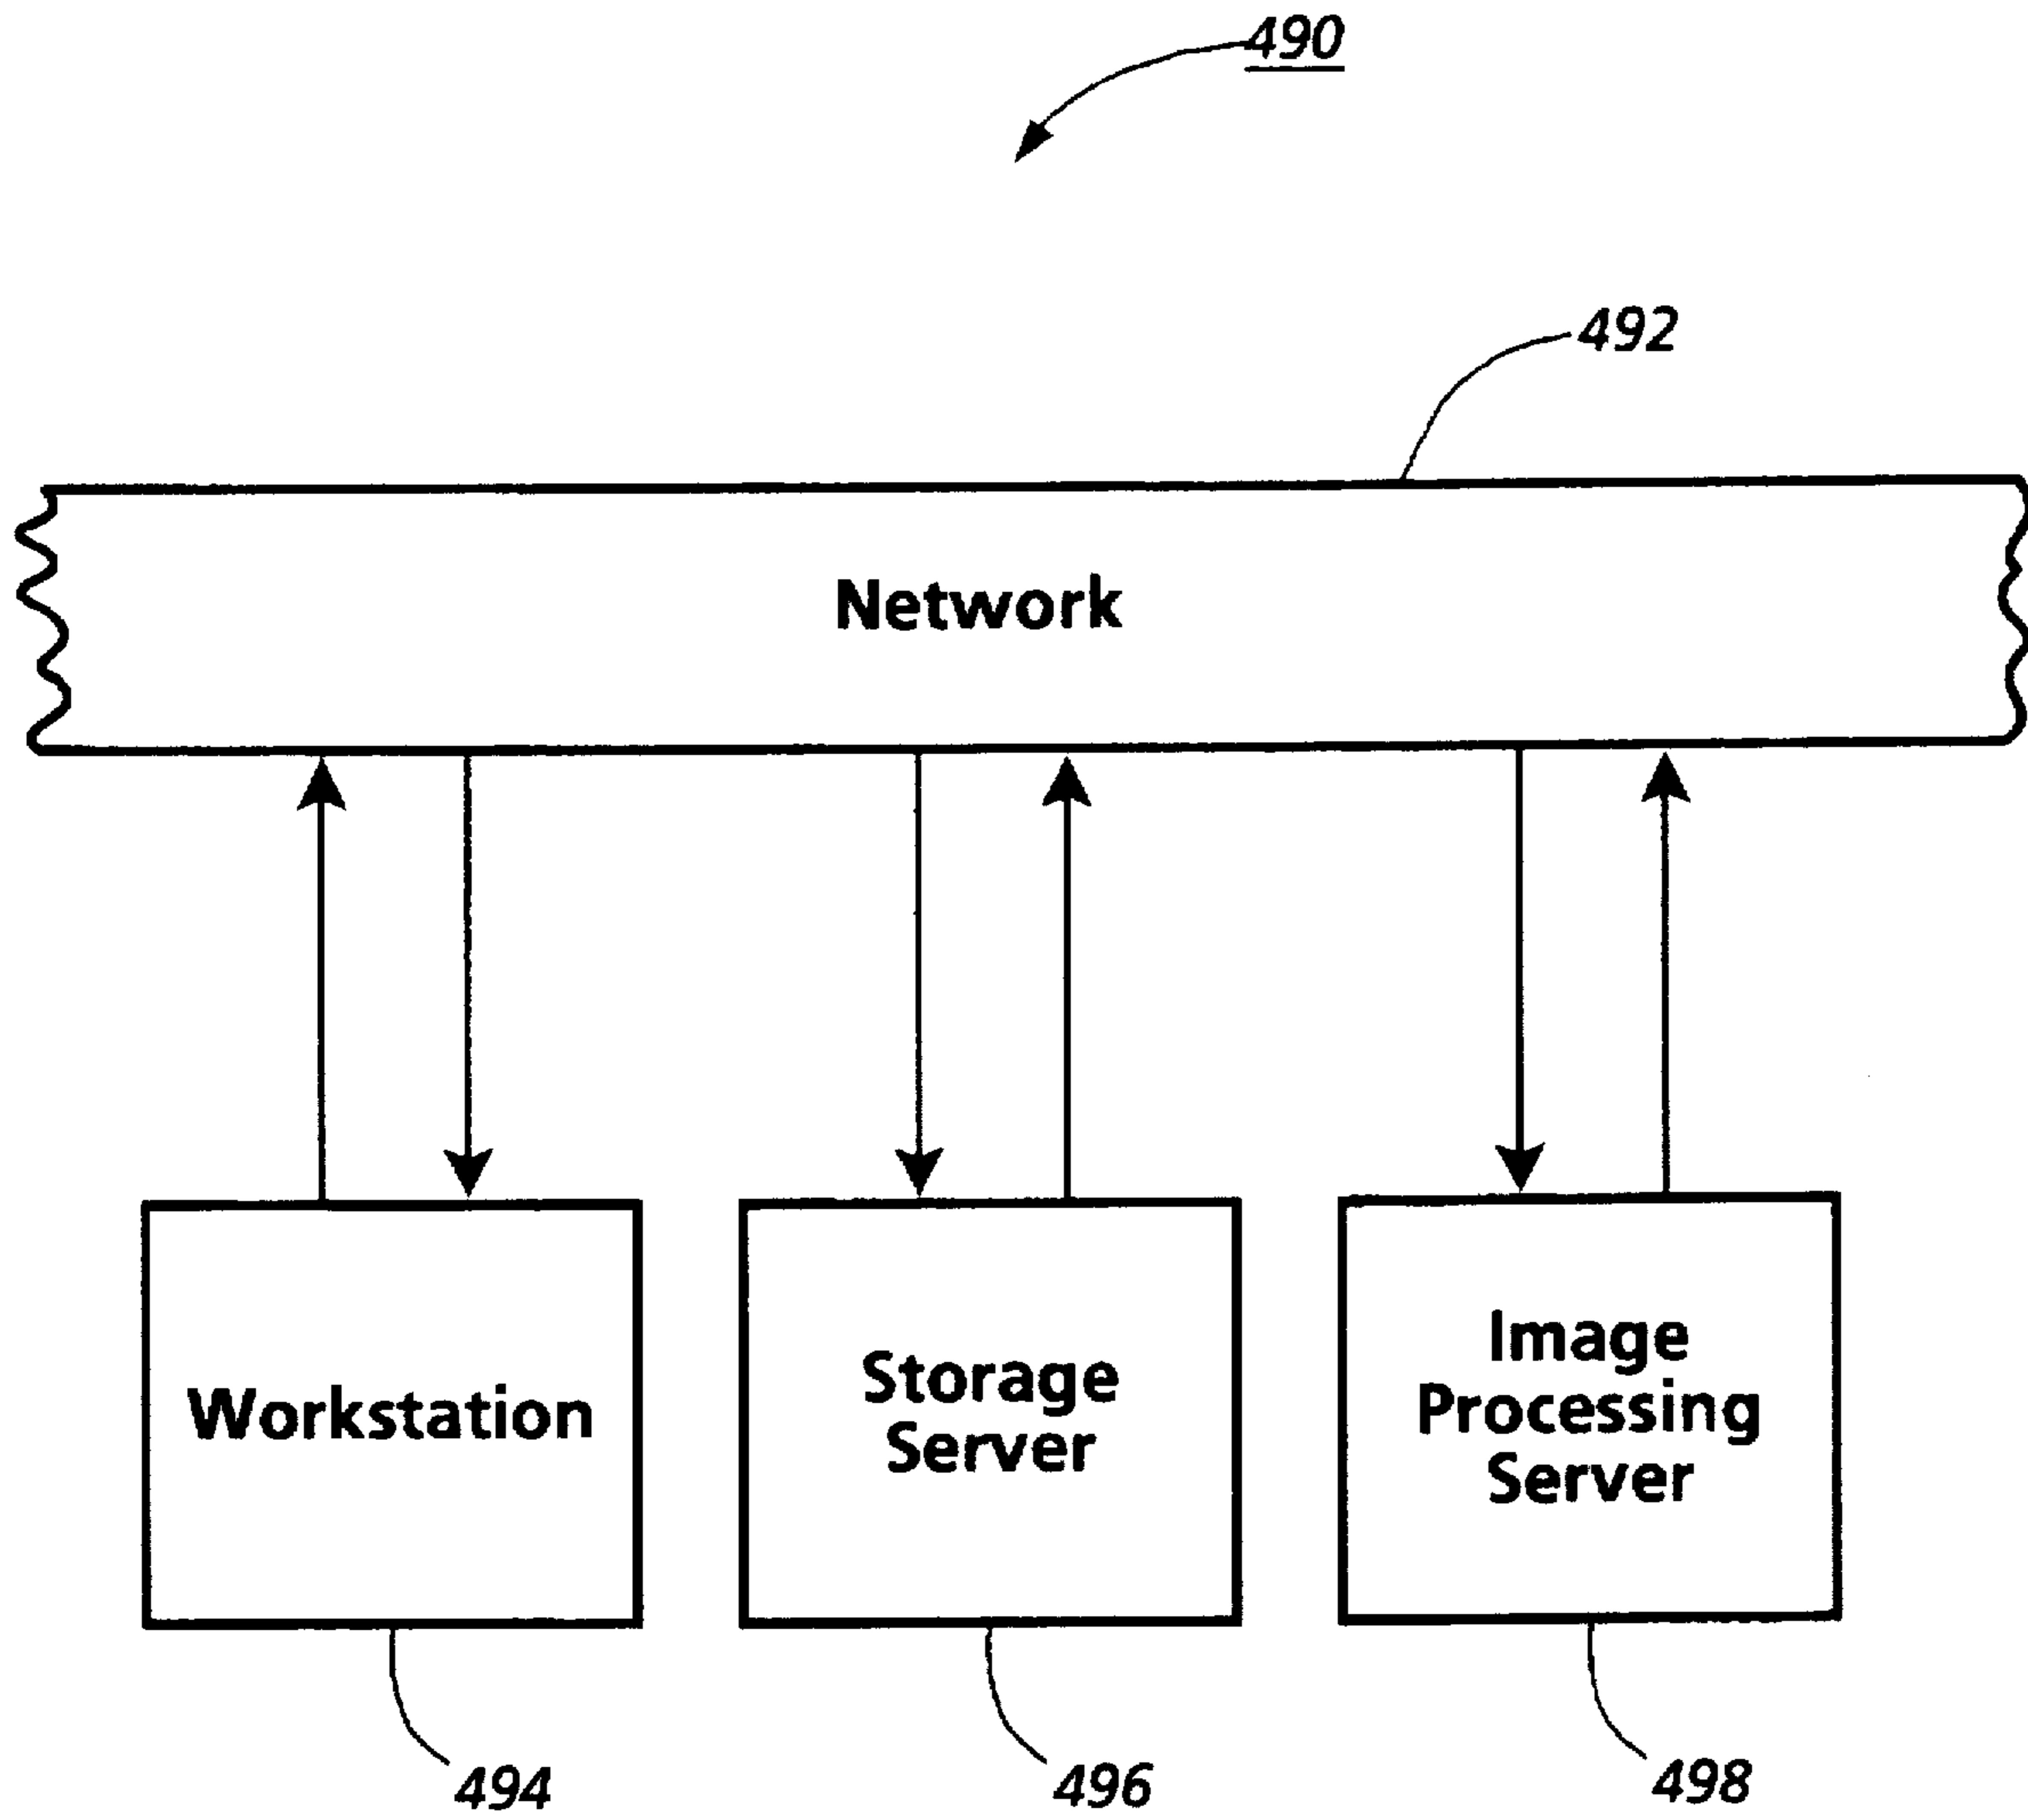 490
492
Network
Workstation
Storage
Server
Image
Processing
Server
494
496
498